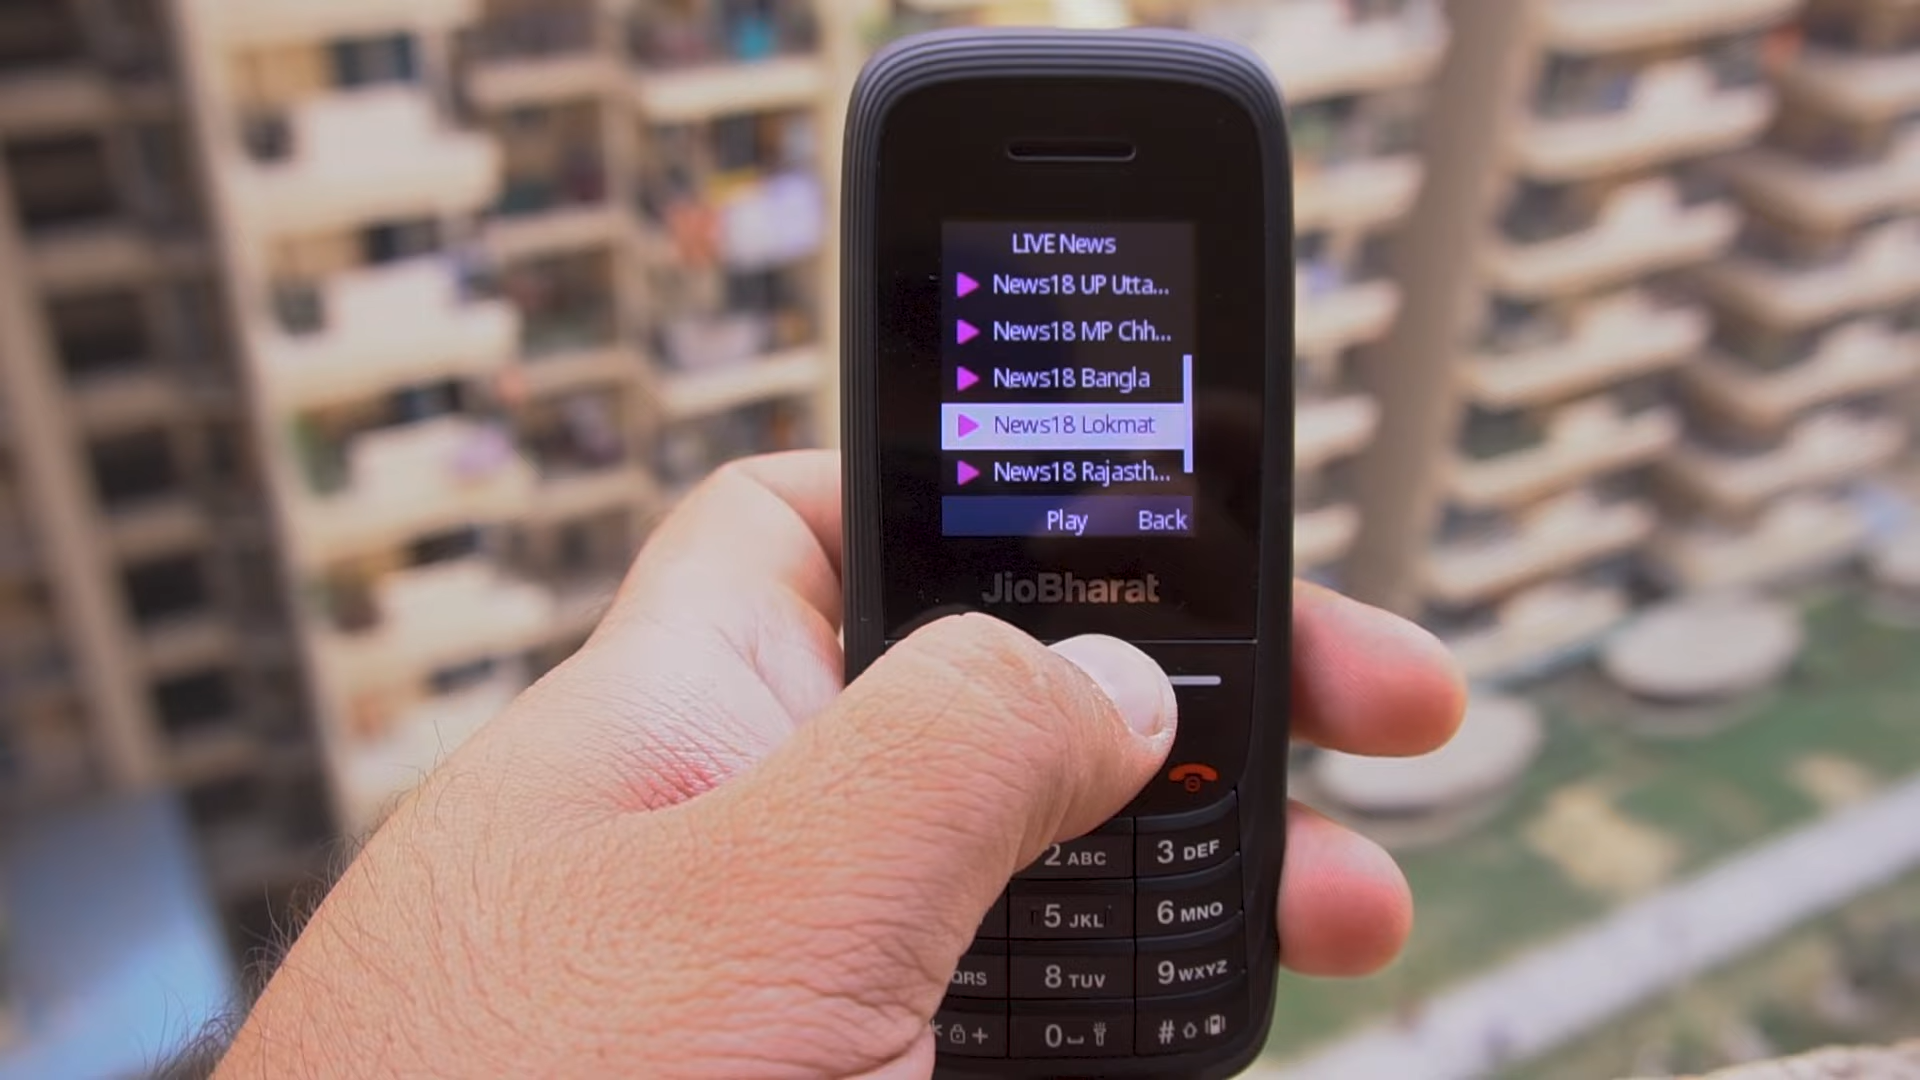 LIVE News
News18 UP Utta...
News18 MP Chh...
News18 Bangla
News18 Lokmat
News18 Rajasth...
Play Back
JioBharat
2 ABC 3 DEF
5 JKL 6 MNO
QRS 8 TUV 9 WXYZ
* + 0 #